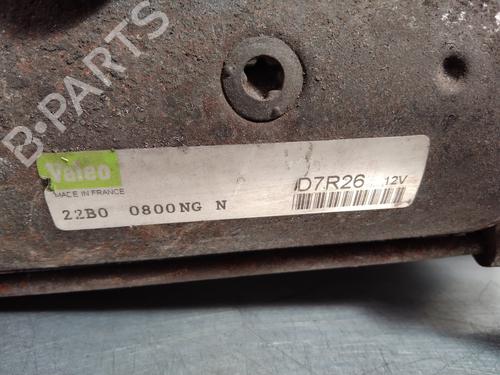 B-PARTS
Valeo
MADE IN FRANCE
D7R26 12V
22B0 0800NG N